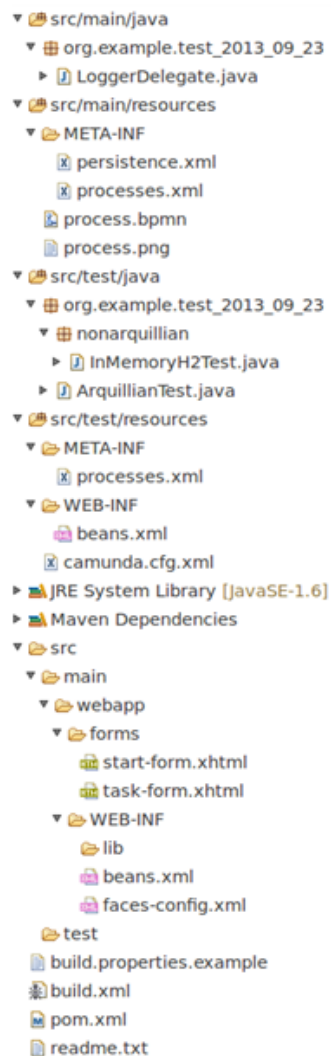 src/main/java
org.example.test_2013_09_23
LoggerDelegate.java
src/main/resources
META-INF
persistence.xml
processes.xml
process.bpmn
process.png
src/test/java
org.example.test_2013_09_23
nonarquillian
InMemoryH2Test.java
ArquillianTest.java
src/test/resources
META-INF
processes.xml
WEB-INF
beans.xml
camunda.cfg.xml
JRE System Library [JavaSE-1.6]
Maven Dependencies
src
main
webapp
forms
start-form.xhtml
task-form.xhtml
WEB-INF
lib
beans.xml
faces-config.xml
test
build.properties.example
build.xml
pom.xml
readme.txt